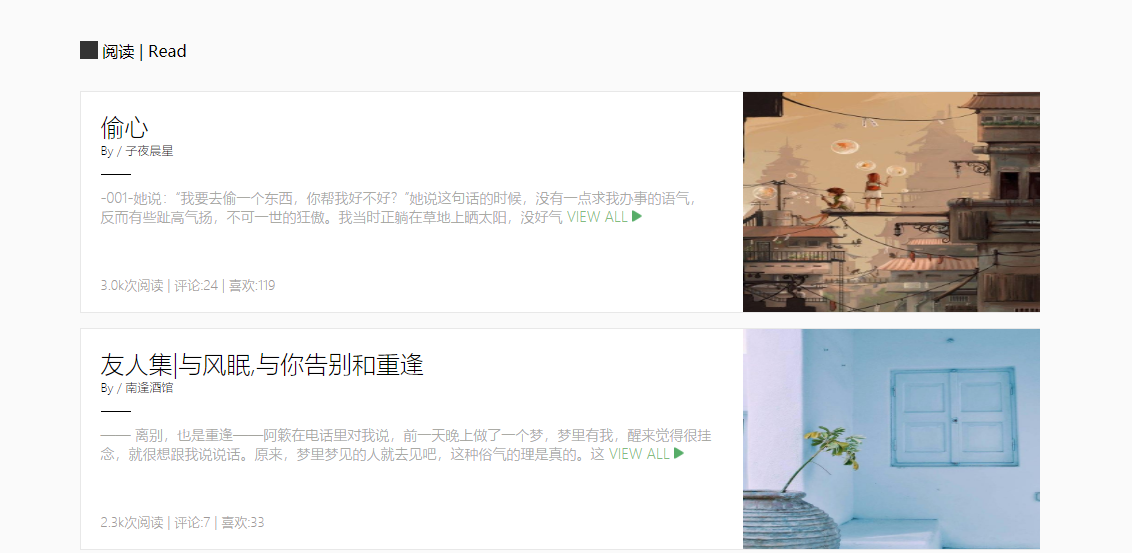 阅读 | Read
偷心
By / 子夜晨星
-001-她说：“我要去偷一个东西，你帮我好不好？”她说这句话的时候，没有一点求我办事的语气，
反而有些趾高气扬，不可一世的狂傲。我当时正躺在草地上晒太阳，没好气 VIEW ALL
3.0k次阅读 | 评论:24 | 喜欢:119
友人集|与风眠,与你告别和重逢
By / 南逢酒馆
—— 离别，也是重逢——阿簌在电话里对我说，前一天晚上做了一个梦，梦里有我，醒来觉得很挂
念，就很想跟我说说话。原来，梦里梦见的人就去见吧，这种俗气的理是真的。这 VIEW ALL
2.3k次阅读 | 评论:7 | 喜欢:33